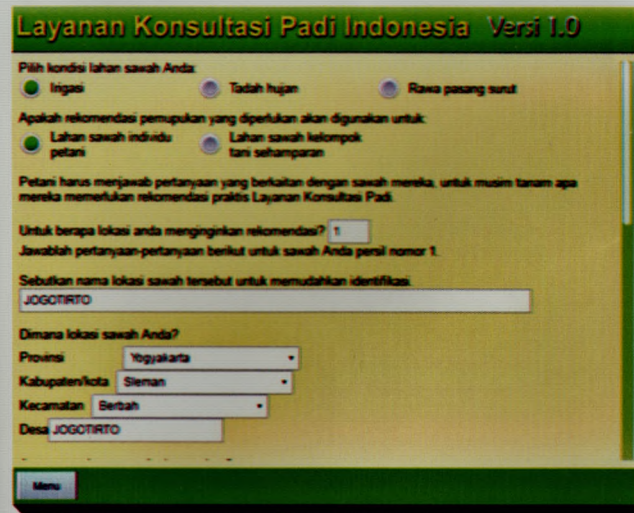 Layanan Konsultasi Padi Indonesia Versi 1.0
Pilih kondisi lahan sawah Anda:
Irigasi Tadah hujan Rawa pasang surut
Apakah rekomendasi pemupukan yang diperlukan akan digunakan untuk:
Lahan sawah individu petani
Lahan sawah kelompok tani sehamparan
Petani harus menjawab pertanyaan yang berkaitan dengan sawah mereka, untuk musim tanam apa
mereka memerlukan rekomendasi praktis Layanan Konsultasi Padi.
Untuk berapa lokasi anda menginginkan rekomendasi? 1
Jawablah pertanyaan-pertanyaan berikut untuk sawah Anda persil nomor 1.
Sebutkan nama lokasi sawah tersebut untuk memudahkan identifikasi.
JOGOTIRTO
Dimana lokasi sawah Anda?
Provinsi Yogyakarta
Kabupaten/kota Sleman
Kecamatan Berbah
Desa JOGOTIRTO
Menu